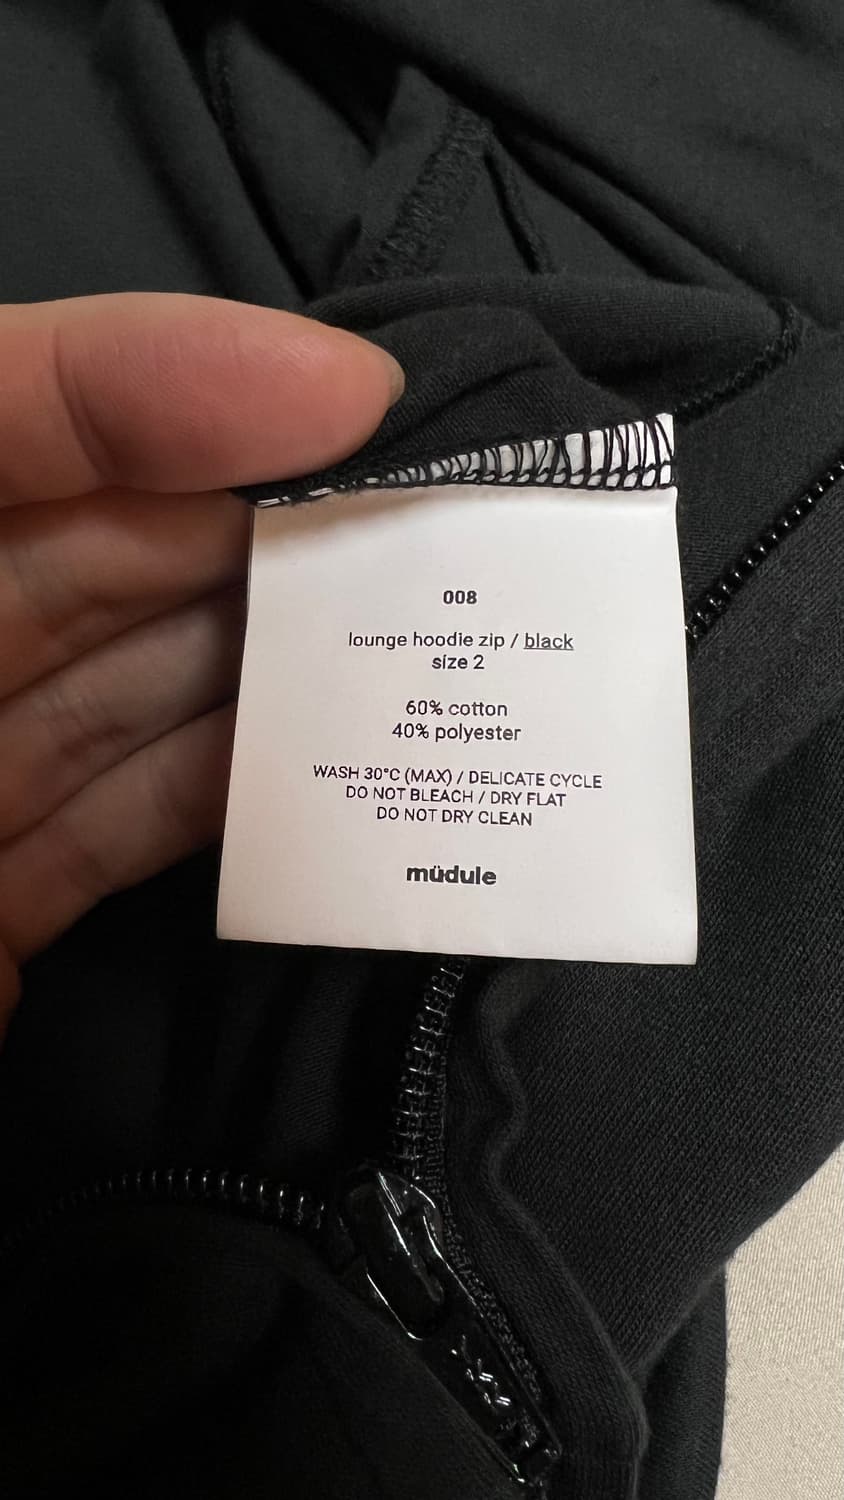 008
lounge hoodie zip / black
size 2
60% cotton
40% polyester
WASH 30°C (MAX) / DELICATE CYCLE
DO NOT BLEACH / DRY FLAT
DO NOT DRY CLEAN
müdule